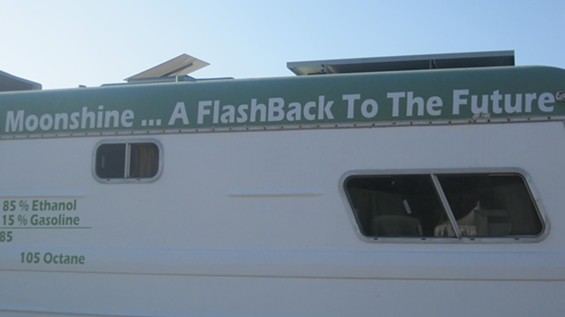 Moonshine ... A FlashBack To The Future
85 % Ethanol
15 % Gasoline
85
105 Octane